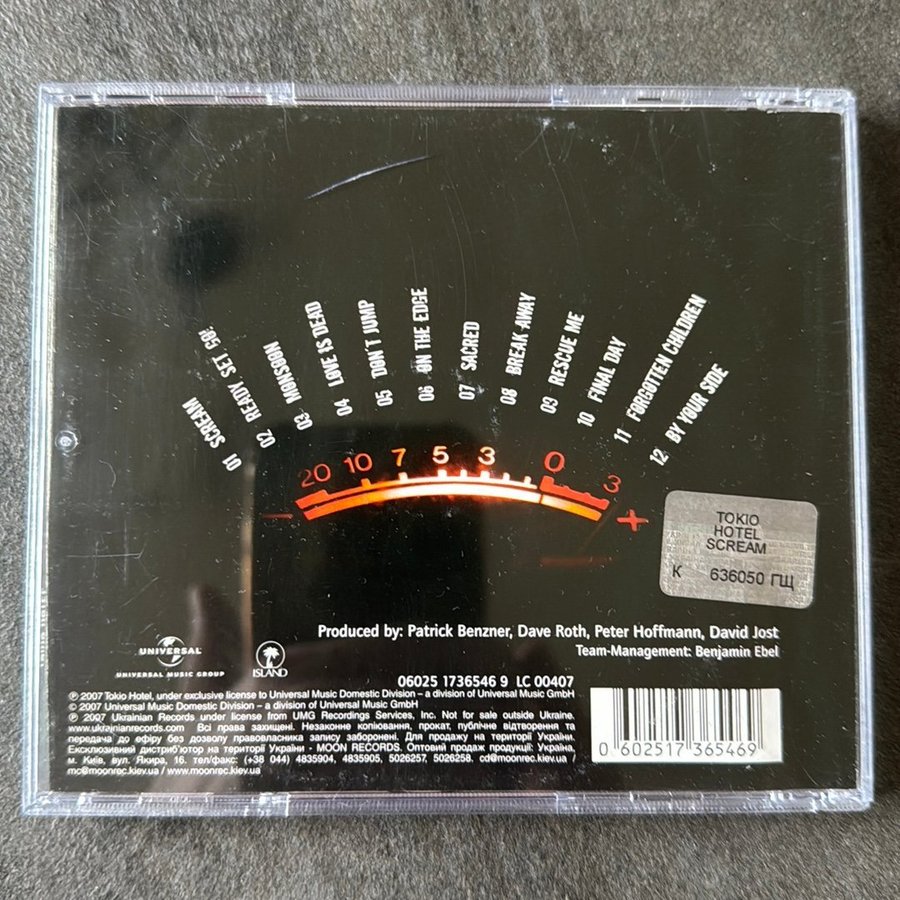 01 SCREAM
02 READY SET GO!
03 MONSOON
04 LOVE IS DEAD
05 DON'T JUMP
06 ON THE EDGE
07 SACRED
08 BREAK AWAY
09 RESCUE ME
10 FINAL DAY
11 FORGOTTEN CHILDREN
12 BY YOUR SIDE
20 10 7 5 3 0 3
- +
TOKIO
HOTEL
SCREAM
К 636050 ГЩ
Produced by: Patrick Benzner, Dave Roth, Peter Hoffmann, David Jost
Team-Management: Benjamin Ebel
UNIVERSAL
UNIVERSAL MUSIC GROUP
ISLAND
06025 1736546 9 LC 00407
℗ 2007 Tokio Hotel, under exclusive license to Universal Music Domestic Division – a division of Universal Music GmbH
© 2007 Universal Music Domestic Division – a division of Universal Music GmbH
℗ 2007 Ukrainian Records under license from UMG Recordings Services, Inc. Not for sale outside Ukraine.
www.ukrainianrecords.com Всі права захищені. Незаконне копіювання, прокат, публічне відтворення та
передача до ефіру без дозволу правовласника запису заборонені. Для продажу на території України.
Ексклюзивний дистриб'ютор на території України - MOON RECORDS. Оптовий продаж продукції: Україна,
м. Київ, вул. Якіра, 16. тел/факс: (+38 044) 4835904, 4835905, 5026257, 5026258. cd@moonrec.kiev.ua /
mc@moonrec.kiev.ua / www.moonrec.kiev.ua
0 602517 365469